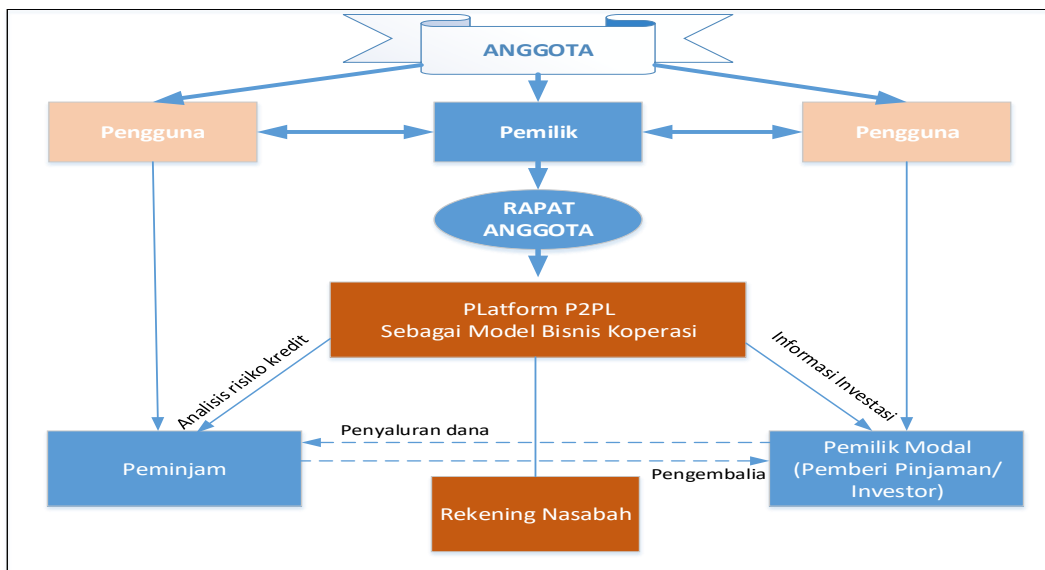 ANGGOTA
Pengguna
Pemilik
Pengguna
RAPAT
ANGGOTA
PLatform P2PL
Sebagai Model Bisnis Koperasi
Analisis risiko kredit
Informasi Investasi
Penyaluran dana
Peminjam
Pengembalia
Pemilik Modal
(Pemberi Pinjaman/
Investor)
Rekening Nasabah